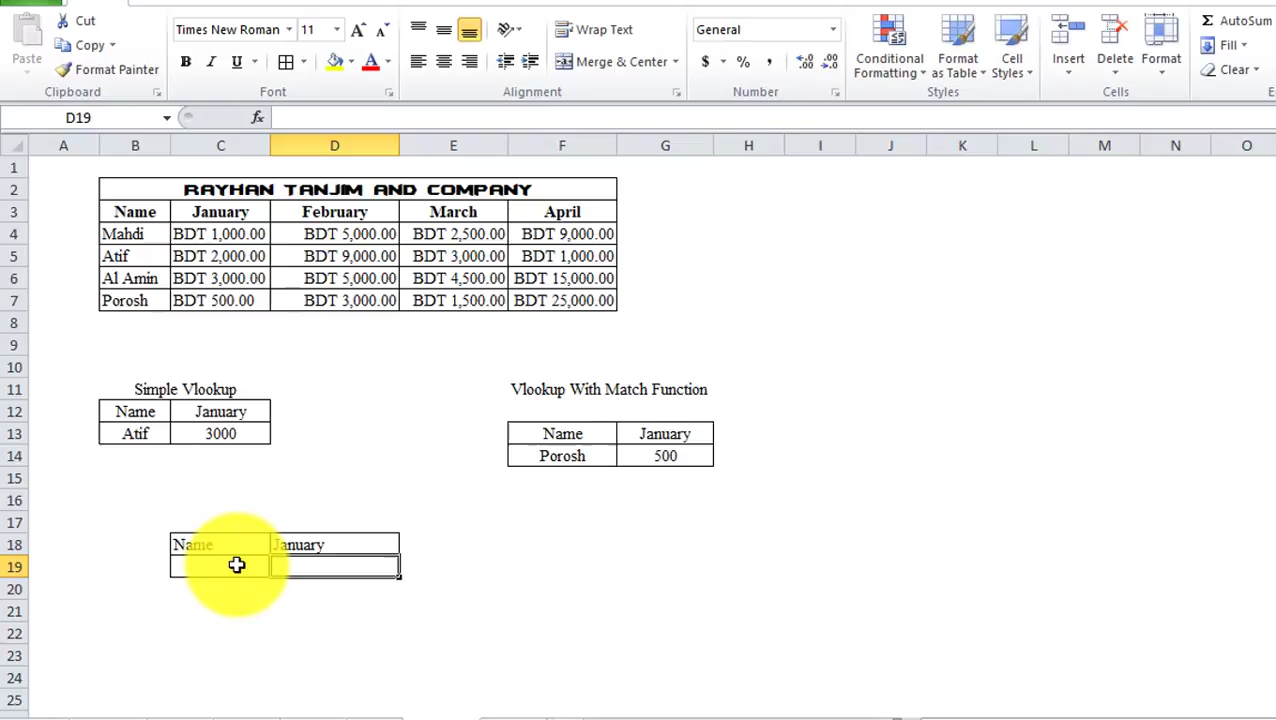 Cut
Copy
Paste
Format Painter
Clipboard
Times New Roman 11 A A
B I U A
Font
Wrap Text
Merge & Center
Alignment
General
$ % , .0 .00 .00 .0
Number
Conditional Formatting
Format as Table
Cell Styles
Styles
Insert
Delete
Format
Cells
Σ AutoSum
Fill
Clear
D19 fx
A B C D E F G H I J K L M N O
1
2 RAYHAN TANJIM AND COMPANY
3 Name January February March April
4 Mahdi BDT 1,000.00 BDT 5,000.00 BDT 2,500.00 BDT 9,000.00
5 Atif BDT 2,000.00 BDT 9,000.00 BDT 3,000.00 BDT 1,000.00
6 Al Amin BDT 3,000.00 BDT 5,000.00 BDT 4,500.00 BDT 15,000.00
7 Porosh BDT 500.00 BDT 3,000.00 BDT 1,500.00 BDT 25,000.00
8
9
10
11 Simple Vlookup Vlookup With Match Function
12 Name January
13 Atif 3000 Name January
14 Porosh 500
15
16
17
18 Name January
19
20
21
22
23
24
25